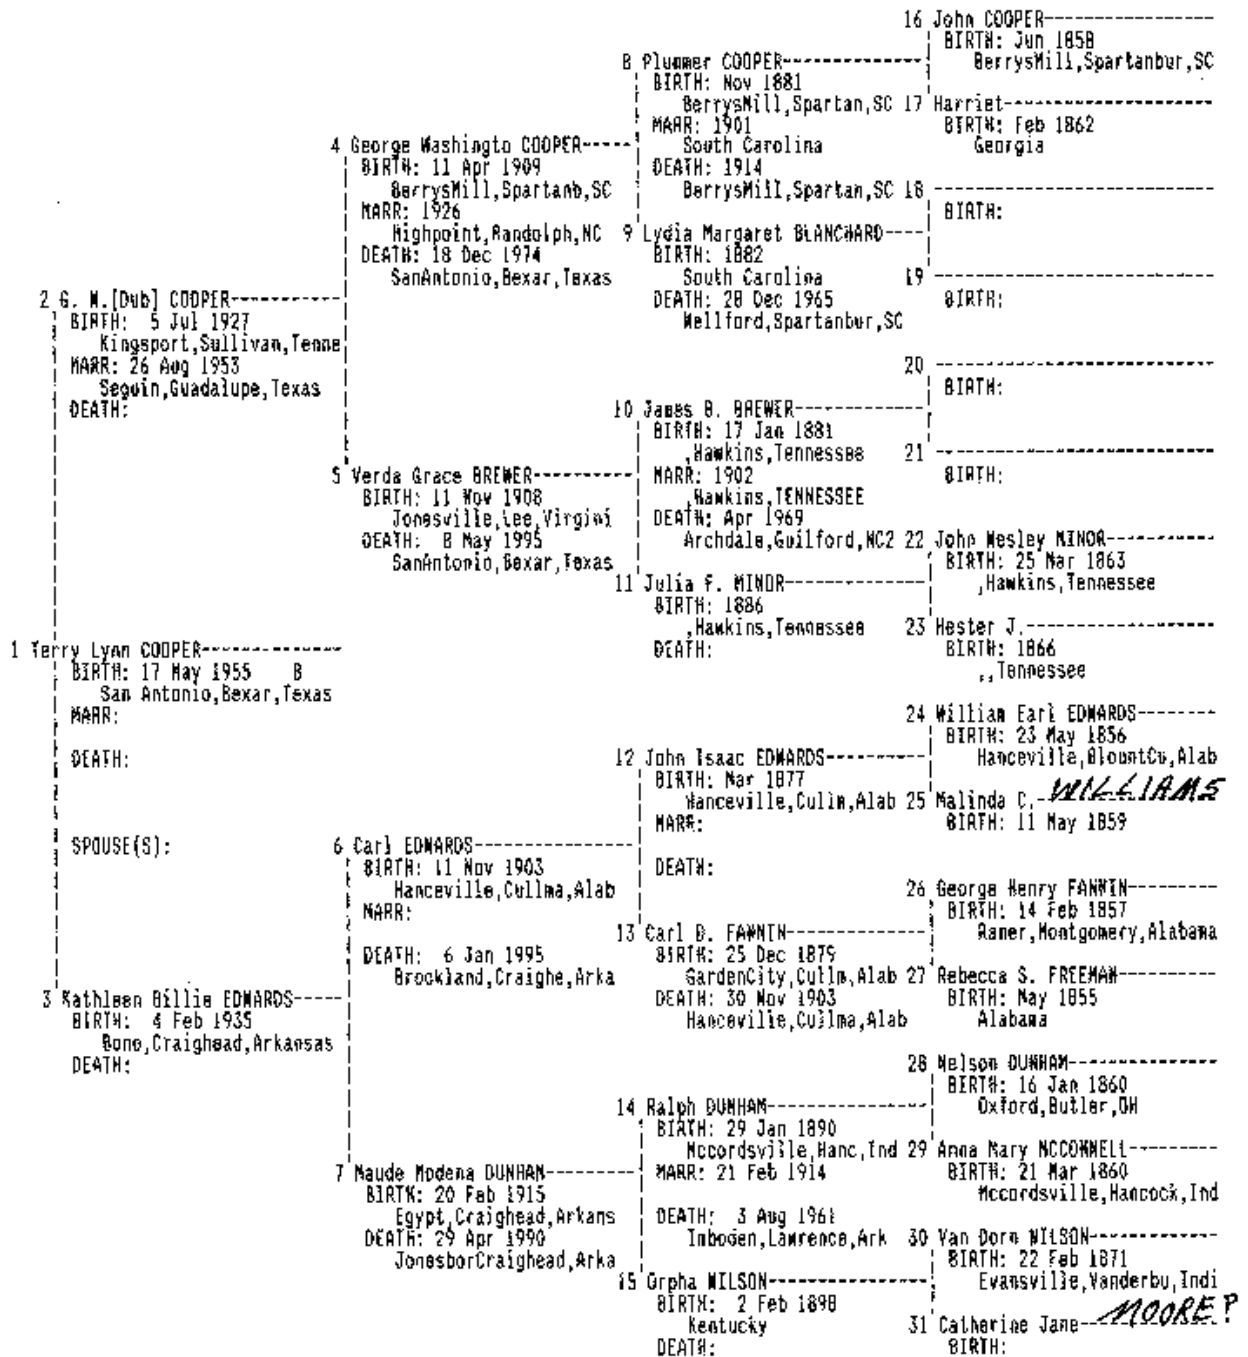 1 Terry Lynn COOPER
BIRTH: 17 May 1955 B
San Antonio,Bexar,Texas
MARR:
DEATH:
SPOUSE(S):
2 G. W.[Dub] COOPER
BIRTH: 5 Jul 1927
Kingsport,Sullivan,Tenne
MARR: 26 Aug 1953
Seguin,Guadalupe,Texas
DEATH:
3 Kathleen Billie EDWARDS
BIRTH: 4 Feb 1935
Bono,Craighead,Arkansas
DEATH:
4 George Washingto COOPER
BIRTH: 11 Apr 1909
BerrysMill,Spartanb,SC
MARR: 1926
Highpoint,Randolph,NC
DEATH: 18 Dec 1974
SanAntonio,Bexar,Texas
5 Verda Grace BREWER
BIRTH: 11 Nov 1908
Jonesville,Lee,Virgini
DEATH: 8 May 1995
SanAntonio,Bexar,Texas
6 Carl EDWARDS
BIRTH: 11 Nov 1903
Hanceville,Cullma,Alab
MARR:
DEATH: 6 Jan 1995
Brookland,Craighe,Arka
7 Maude Modena DUNHAM
BIRTH: 20 Feb 1915
Egypt,Craighead,Arkans
DEATH: 29 Apr 1990
JonesborCraighead,Arka
8 Plummer COOPER
BIRTH: Nov 1881
BerrysMill,Spartan,SC
MARR: 1901
South Carolina
DEATH: 1914
BerrysMill,Spartan,SC
9 Lydia Margaret BLANCHARD
BIRTH: 1882
South Carolina
DEATH: 28 Dec 1965
Wellford,Spartanbur,SC
10 James B. BREWER
BIRTH: 17 Jan 1881
,Hawkins,Tennessee
MARR: 1902
,Hawkins,TENNESSEE
DEATH: Apr 1969
Archdale,Guilford,NC2
11 Julia F. MINOR
BIRTH: 1886
,Hawkins,Tennessee
DEATH:
12 John Isaac EDWARDS
BIRTH: Mar 1877
Hanceville,Cullm,Alab
MARR:
DEATH:
13 Carl D. FANNIN
BIRTH: 25 Dec 1879
GardenCity,Cullm,Alab
DEATH: 30 Nov 1903
Hanceville,Cullma,Alab
14 Ralph DUNHAM
BIRTH: 29 Jan 1890
Mccordsville,Hanc,Ind
MARR: 21 Feb 1914
DEATH: 3 Aug 1961
Imboden,Lawrence,Ark
15 Orpha WILSON
BIRTH: 2 Feb 1898
Kentucky
DEATH:
16 John COOPER
BIRTH: Jun 1858
BerrysMill,Spartanbur,SC
17 Harriet
BIRTH: Feb 1862
Georgia
18
BIRTH:
19
BIRTH:
20
BIRTH:
21
BIRTH:
22 John Wesley MINOR
BIRTH: 25 Mar 1863
,Hawkins,Tennessee
23 Hester J.
BIRTH: 1866
,,Tennessee
24 William Earl EDWARDS
BIRTH: 23 May 1856
Hanceville,BlountCo,Alab
25 Malinda C. WILLIAMS
BIRTH: 11 May 1859
26 George Henry FANNIN
BIRTH: 14 Feb 1857
Ramer,Montgomery,Alabama
27 Rebecca S. FREEMAN
BIRTH: May 1855
Alabama
28 Nelson DUNHAM
BIRTH: 16 Jan 1860
Oxford,Butler,OH
29 Anna Mary MCCONNELL
BIRTH: 21 Mar 1860
Mccordsville,Hancock,Ind
30 Van Dorn WILSON
BIRTH: 22 Feb 1871
Evansville,Vanderbu,Indi
31 Catherine Jane MOORE?
BIRTH: